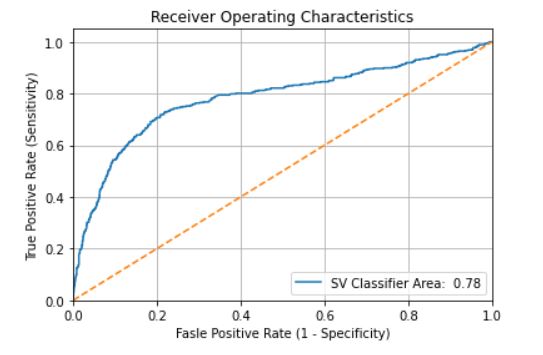 Receiver Operating Characteristics
1.0
0.8
0.6
0.4
0.2
0.0
True Positive Rate (Sensitivity)
SV Classifier Area: 0.78
0.0 0.2 0.4 0.6 0.8 1.0
Fasle Positive Rate (1 - Specificity)